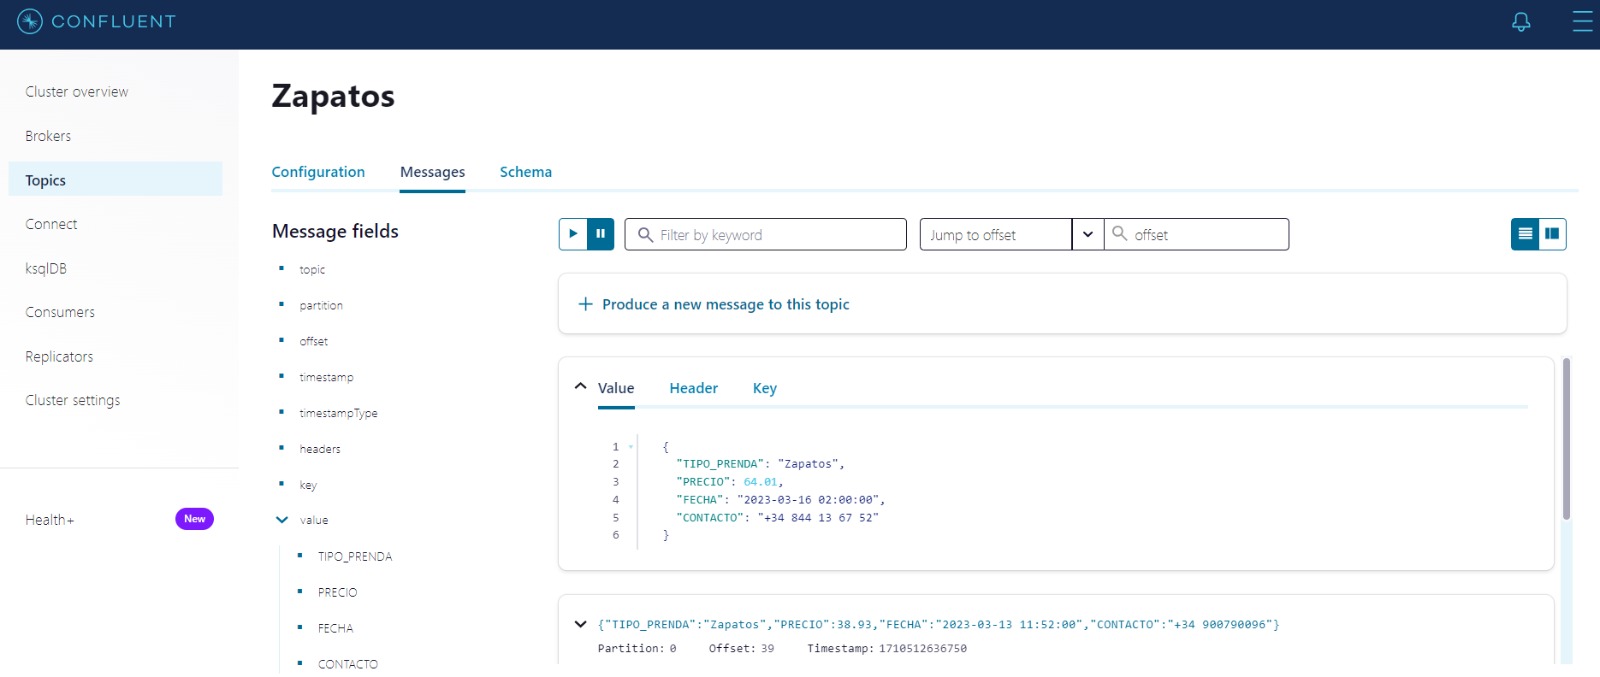 CONFLUENT
Cluster overview
Brokers
Topics
Connect
ksqlDB
Consumers
Replicators
Cluster settings
Health+ New
Zapatos
Configuration Messages Schema
Message fields
topic
partition
offset
timestamp
timestampType
headers
key
value
TIPO_PRENDA
PRECIO
FECHA
CONTACTO
Filter by keyword Jump to offset offset
Produce a new message to this topic
Value Header Key
1 {
2 "TIPO_PRENDA": "Zapatos",
3 "PRECIO": 64.01,
4 "FECHA": "2023-03-16 02:00:00",
5 "CONTACTO": "+34 844 13 67 52"
6 }
{"TIPO_PRENDA":"Zapatos","PRECIO":38.93,"FECHA":"2023-03-13 11:52:00","CONTACTO":"+34 900790096"}
Partition: 0 Offset: 39 Timestamp: 1710512636750